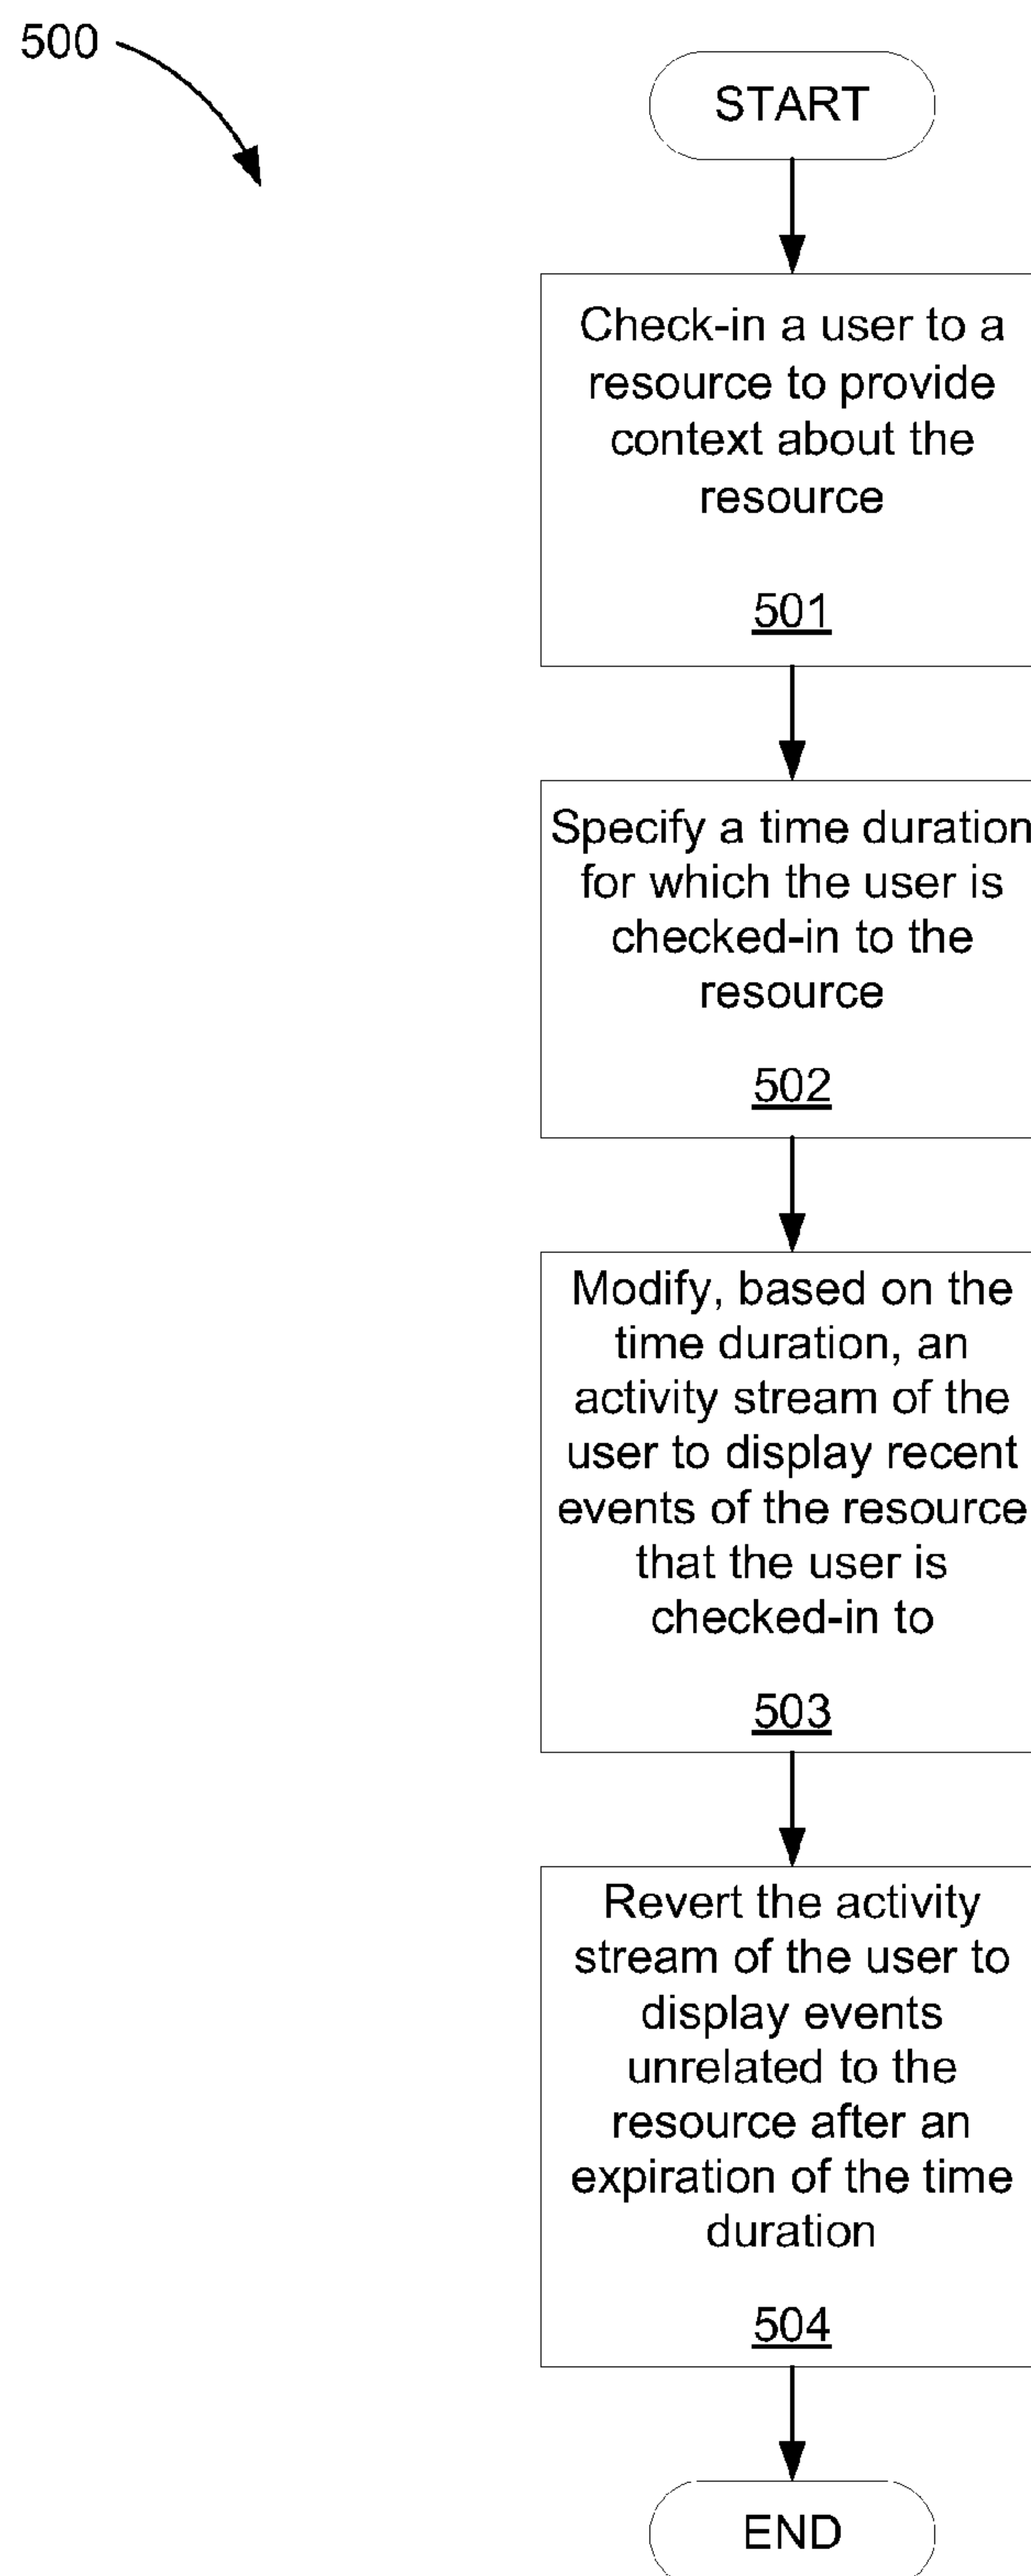 500
START
Check-in a user to a
resource to provide
context about the
resource
501
Specify a time duration
for which the user is
checked-in to the
resource
502
Modify, based on the
time duration, an
activity stream of the
user to display recent
events of the resource
that the user is
checked-in to
503
Revert the activity
stream of the user to
display events
unrelated to the
resource after an
expiration of the time
duration
504
END